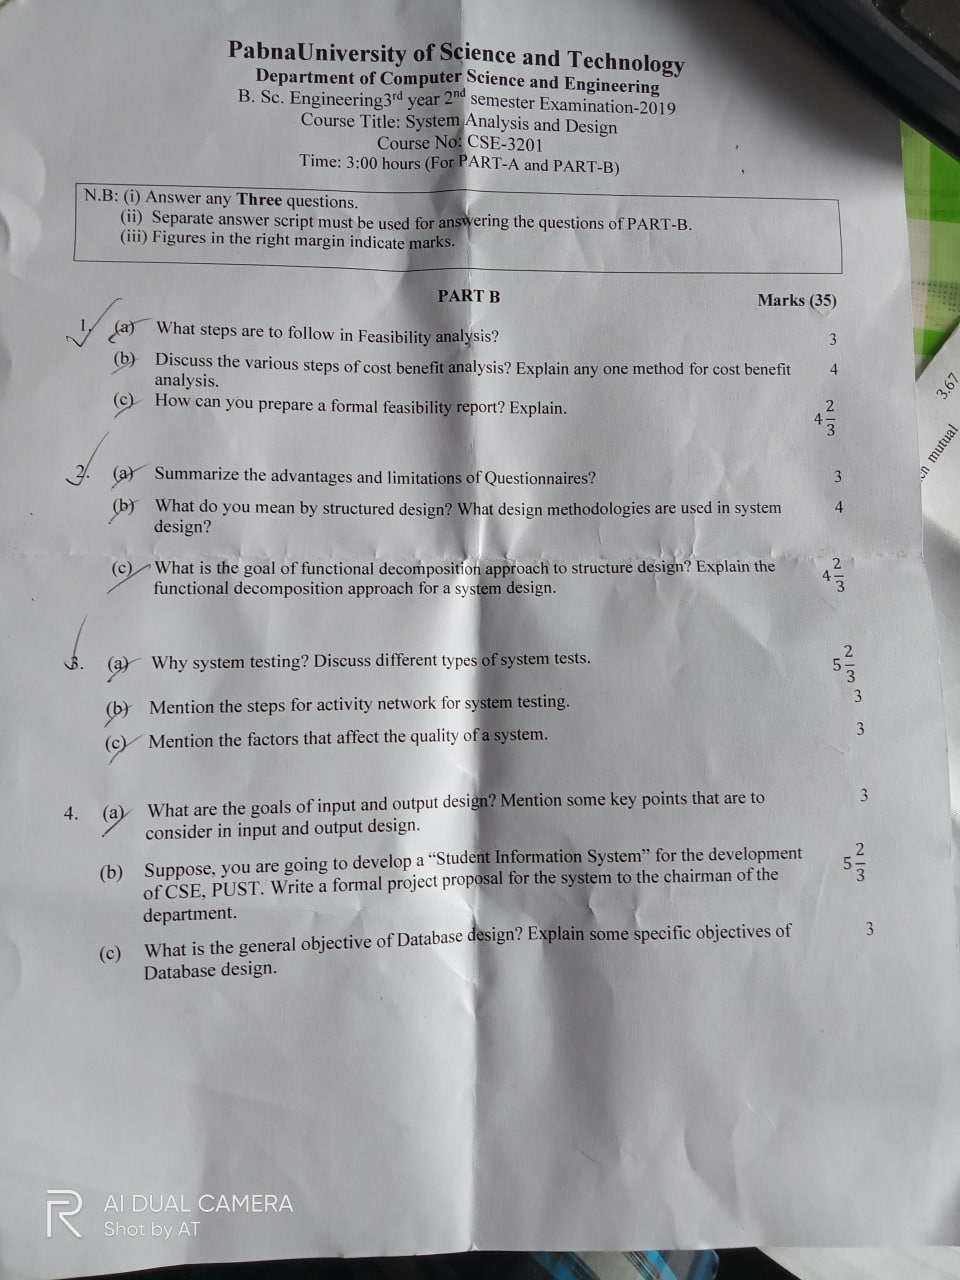 PabnaUniversity of Science and Technology
Department of Computer Science and Engineering
B. Sc. Engineering3rd year 2nd semester Examination-2019
Course Title: System Analysis and Design
Course No: CSE-3201
Time: 3:00 hours (For PART-A and PART-B)
N.B: (i) Answer any Three questions.
(ii) Separate answer script must be used for answering the questions of PART-B.
(iii) Figures in the right margin indicate marks.
PART B Marks (35)
1. (a) What steps are to follow in Feasibility analysis? 3
(b) Discuss the various steps of cost benefit analysis? Explain any one method for cost benefit 4
analysis.
(c) How can you prepare a formal feasibility report? Explain. 4 2/3
2. (a) Summarize the advantages and limitations of Questionnaires? 3
(b) What do you mean by structured design? What design methodologies are used in system 4
design?
(c) What is the goal of functional decomposition approach to structure design? Explain the 4 2/3
functional decomposition approach for a system design.
3. (a) Why system testing? Discuss different types of system tests. 5 2/3
(b) Mention the steps for activity network for system testing. 3
(c) Mention the factors that affect the quality of a system. 3
4. (a) What are the goals of input and output design? Mention some key points that are to 3
consider in input and output design.
(b) Suppose, you are going to develop a “Student Information System” for the development 5 2/3
of CSE, PUST. Write a formal project proposal for the system to the chairman of the
department.
(c) What is the general objective of Database design? Explain some specific objectives of 3
Database design.
3.67
mutual
AI DUAL CAMERA
Shot by AT